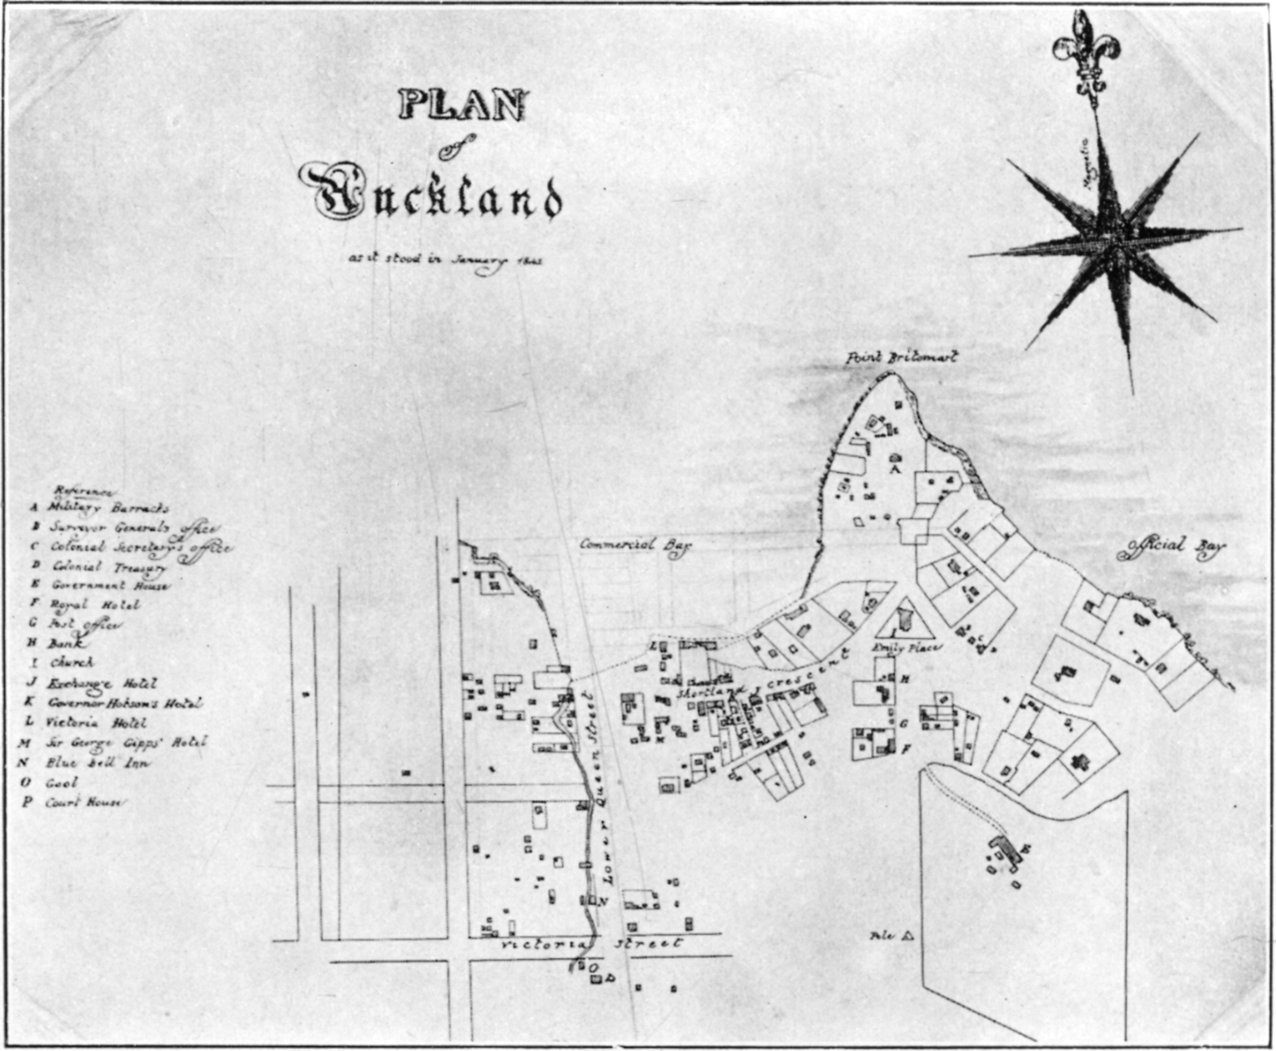 PLAN
of
Auckland
as it stood in January 1842
Magnetic
Point Britomart
A
Commercial Bay
Official Bay
Reference
A Military Barracks
B Surveyor General's office
C Colonial Secretary's office
D Colonial Treasury
E Government House
F Royal Hotel
G Post office
H Bank
I Church
J Exchange Hotel
K Governor Hobson's Hotel
L Victoria Hotel
M Sir George Gipps' Hotel
N Blue Bell Inn
O Gaol
P Court House
Emily Place
Shortland Crescent
H
G
F
Lower Queen Street
E
N
Pole
Victoria Street
O